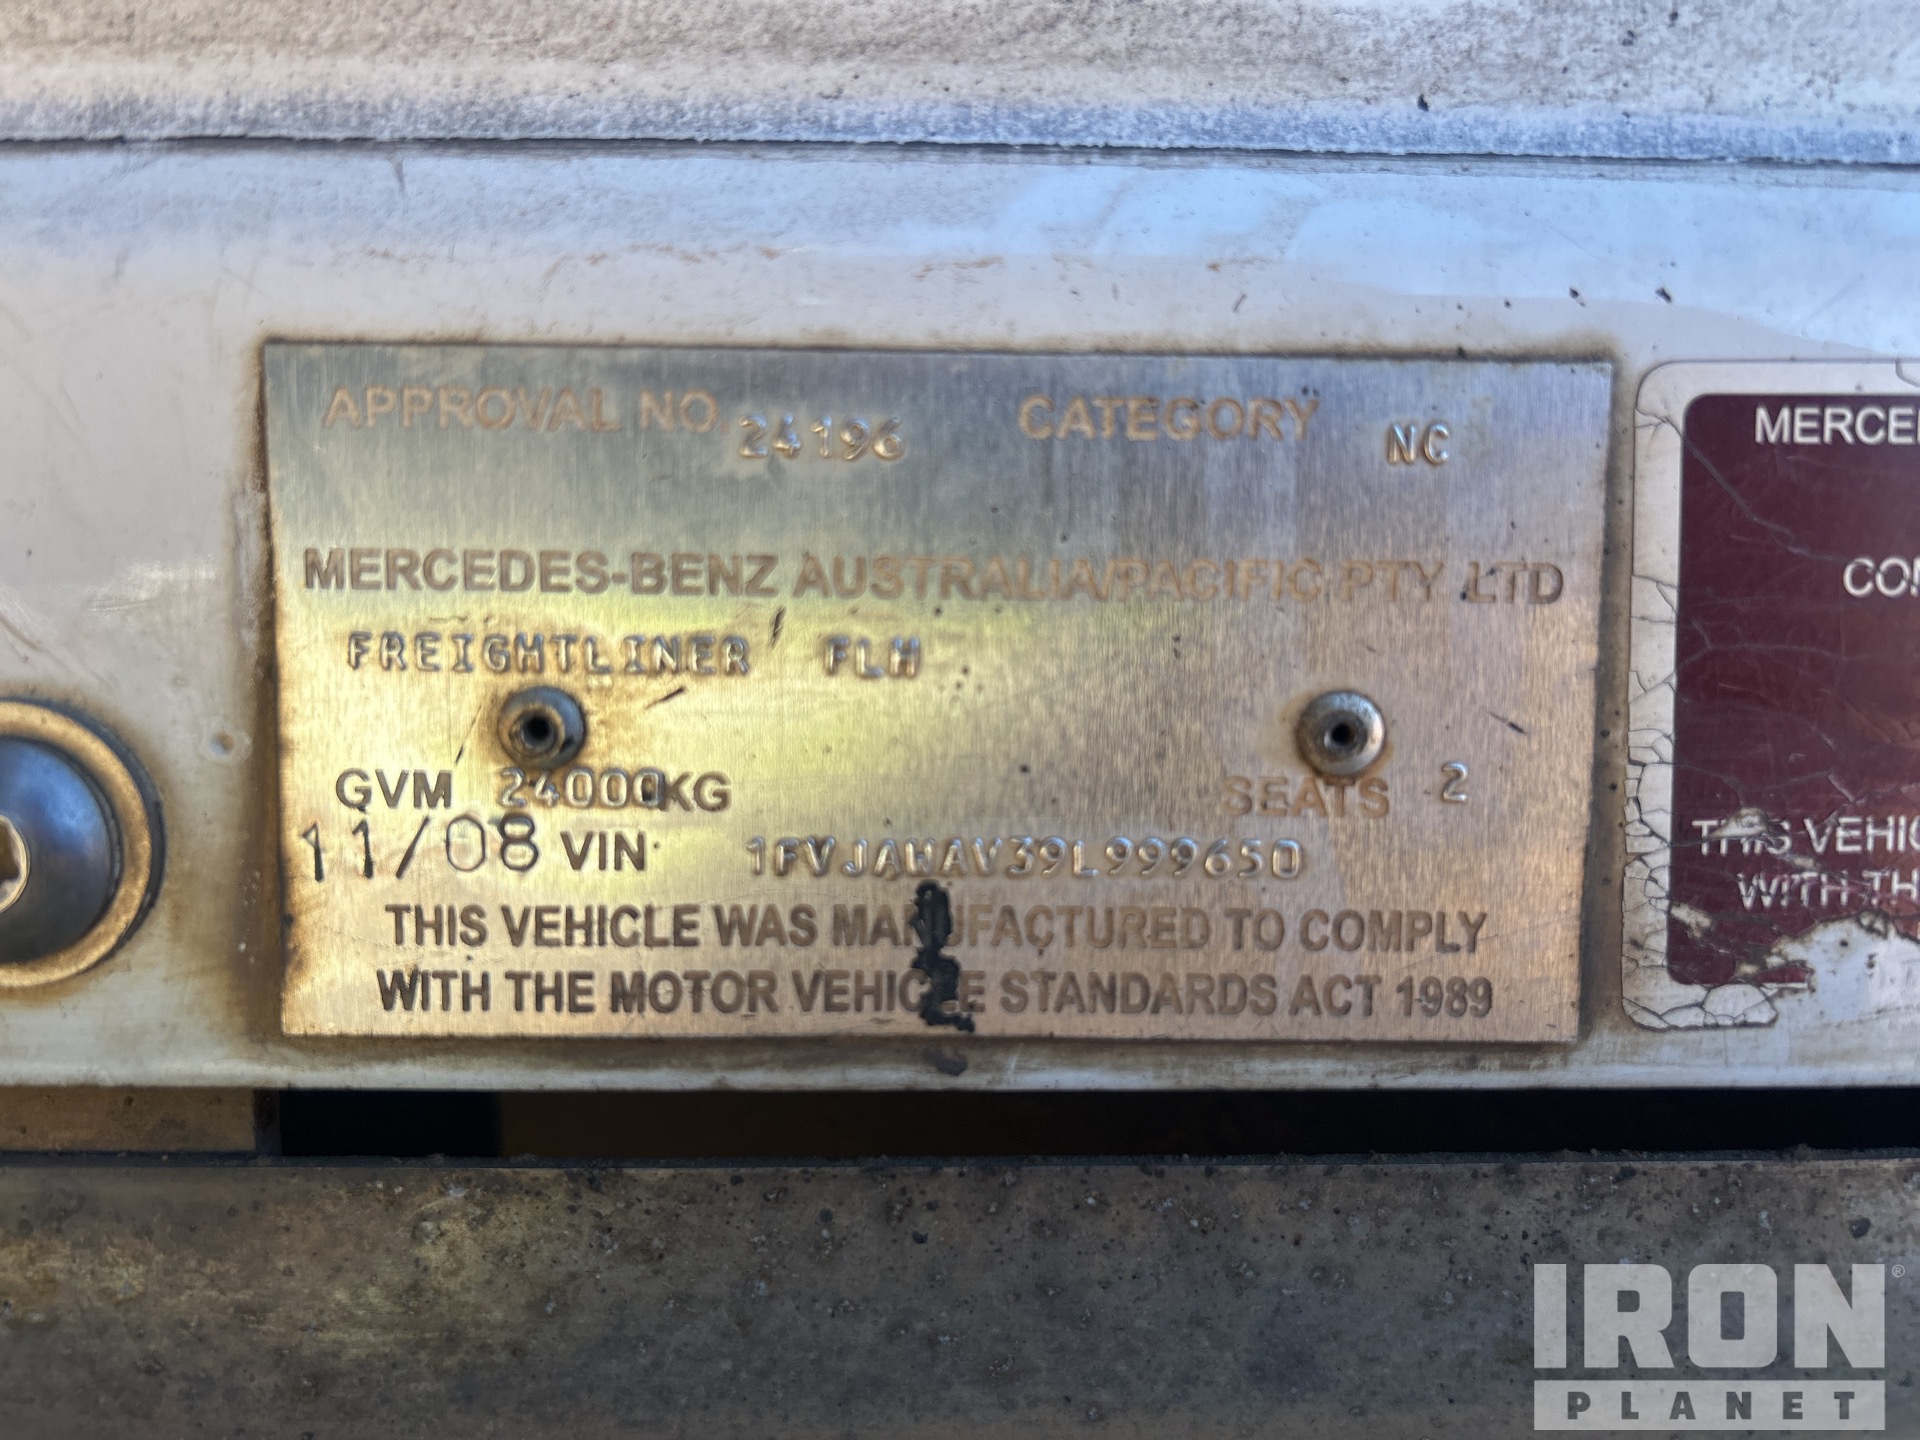 APPROVAL NO. 24196 CATEGORY NC
MERCEDES-BENZ AUSTRALIA/PACIFIC PTY LTD
FREIGHTLINER FLH
GVM 24000KG SEATS 2
11/08 VIN 1FVJAWAV39L999650
THIS VEHICLE WAS MANUFACTURED TO COMPLY
WITH THE MOTOR VEHICLE STANDARDS ACT 1989
MERCE
CO
THIS VEHIC
WITH TH
IRON®
PLANET